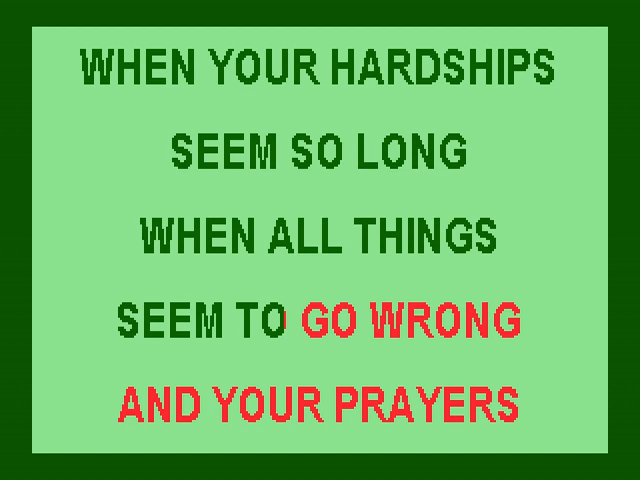 WHEN YOUR HARDSHIPS
SEEM SO LONG
WHEN ALL THINGS
SEEM TO GO WRONG
AND YOUR PRAYERS